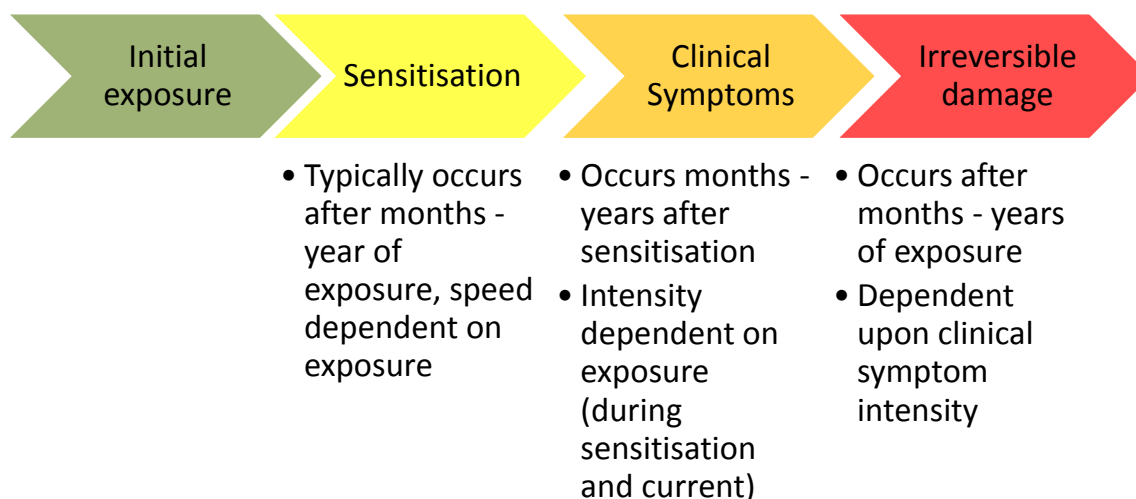 Initial
exposure
Sensitisation
Clinical
Symptoms
Irreversible
damage
• Typically occurs
after months -
year of
exposure, speed
dependent on
exposure
• Occurs months -
years after
sensitisation
• Intensity
dependent on
exposure
(during
sensitisation
and current)
• Occurs after
months - years
of exposure
• Dependent
upon clinical
symptom
intensity